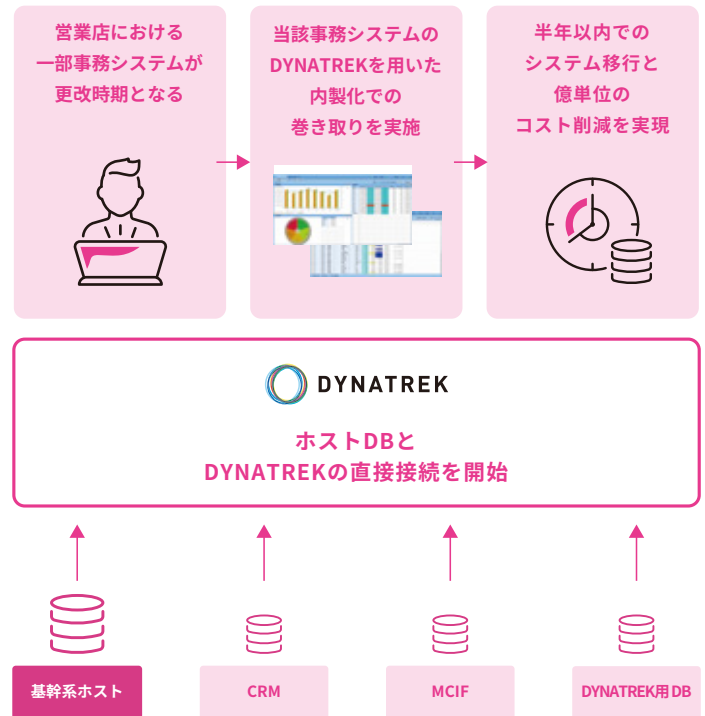 営業店における
一部事務システムが
更改時期となる
当該事務システムの
DYNATREKを用いた
内製化での
巻き取りを実施
半年以内での
システム移行と
億単位の
コスト削減を実現
DYNATREK
ホストDBと
DYNATREKの直接接続を開始
基幹系ホスト
CRM
MCIF
DYNATREK用DB